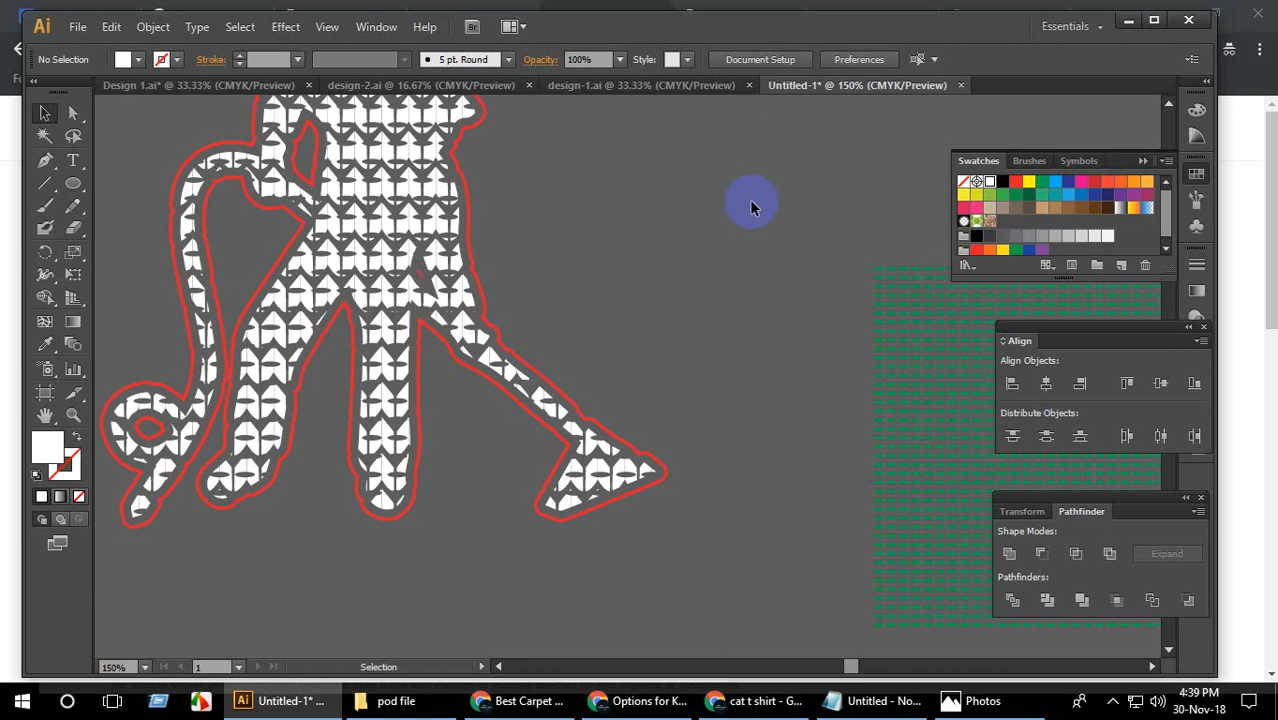 Ai File Edit Object Type Select Effect View Window Help Br Essentials
No Selection Stroke: 5 pt. Round Opacity: 100% Style: Document Setup Preferences
Design 1.ai* @ 33.33% (CMYK/Preview) × design-2.ai @ 16.67% (CMYK/Preview) × design-1.ai @ 33.33% (CMYK/Preview) × Untitled-1* @ 150% (CMYK/Preview) ×
Swatches Brushes Symbols
Align
Align Objects:
Distribute Objects:
Transform Pathfinder
Shape Modes:
Expand
Pathfinders:
150% 1 Selection
Untitled-1* ... pod file Best Carpet ... Options for K... cat t shirt - G... Untitled - No... Photos
4:39 PM
30-Nov-18